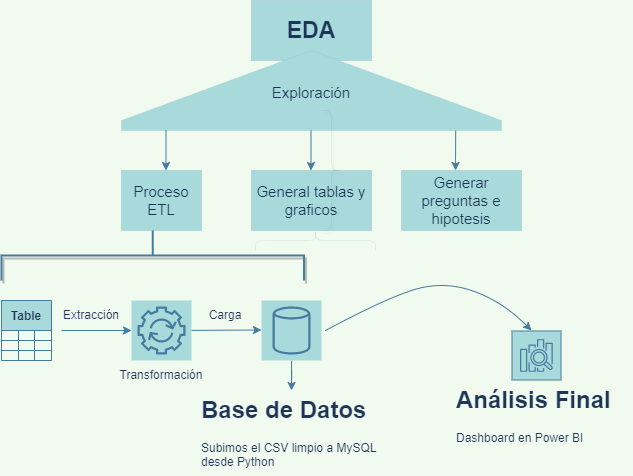 EDA
Exploración
Proceso
ETL
General tablas y
graficos
Generar
preguntas e
hipotesis
Table
Extracción
Carga
Transformación
Base de Datos
Subimos el CSV limpio a MySQL
desde Python
Análisis Final
Dashboard en Power BI